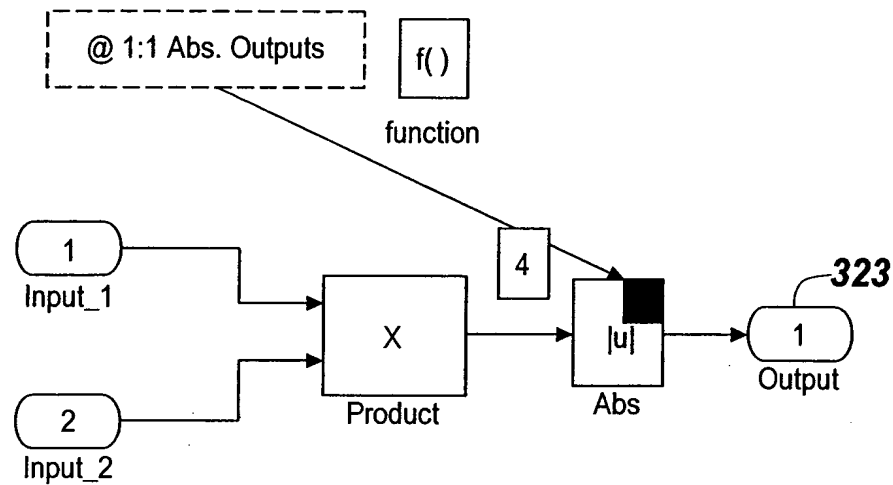 @ 1:1 Abs. Outputs
f( )
function
1
Input_1
4
323
X
|u|
1
Product
Abs
Output
2
Input_2